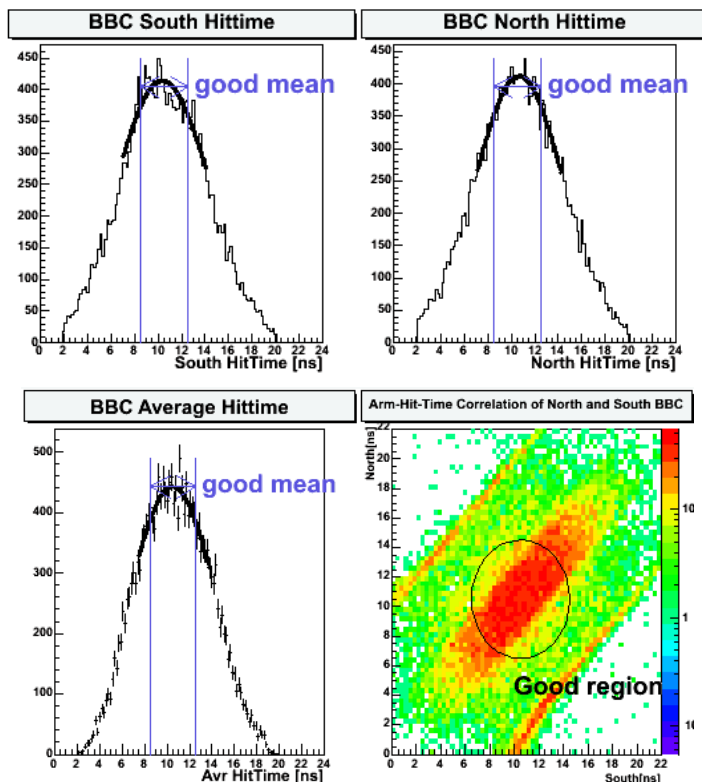 BBC South Hittime
450
400
350
300
250
200
150
100
50
0
good mean
0 2 4 6 8 10 12 14 16 18 20 22 24
South HitTime [ns]
BBC North Hittime
450
400
350
300
250
200
150
100
50
0
good mean
0 2 4 6 8 10 12 14 16 18 20 22 24
North HitTime [ns]
BBC Average Hittime
500
400
300
200
100
0
good mean
0 2 4 6 8 10 12 14 16 18 20 22 24
Avr HitTime [ns]
Arm-Hit-Time Correlation of North and South BBC
North[ns]
22
20
18
16
14
12
10
8
6
4
2
0
Good region
0 2 4 6 8 10 12 14 16 18 20 22
South[ns]
10
1
10